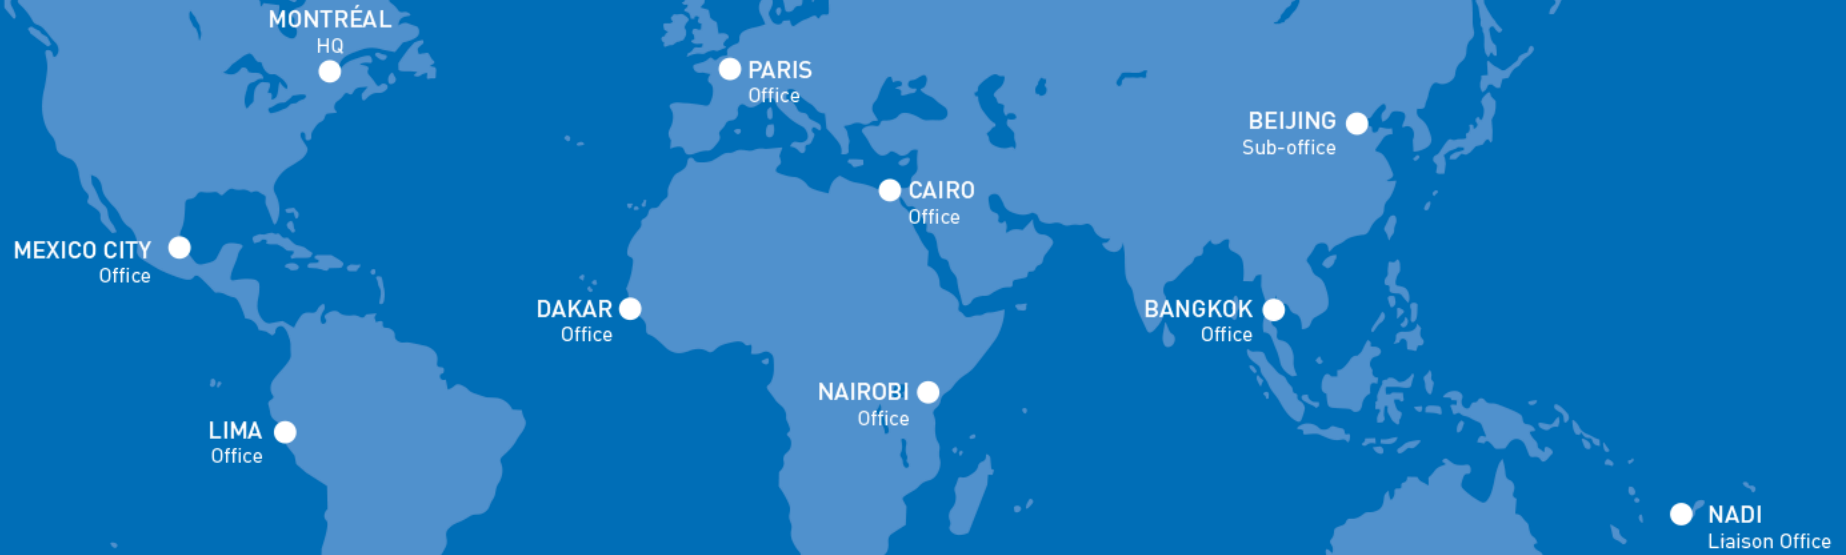 MONTRÉAL
HQ
PARIS
Office
BEIJING
Sub-office
CAIRO
Office
MEXICO CITY
Office
DAKAR
Office
BANGKOK
Office
NAIROBI
Office
LIMA
Office
NADI
Liaison Office